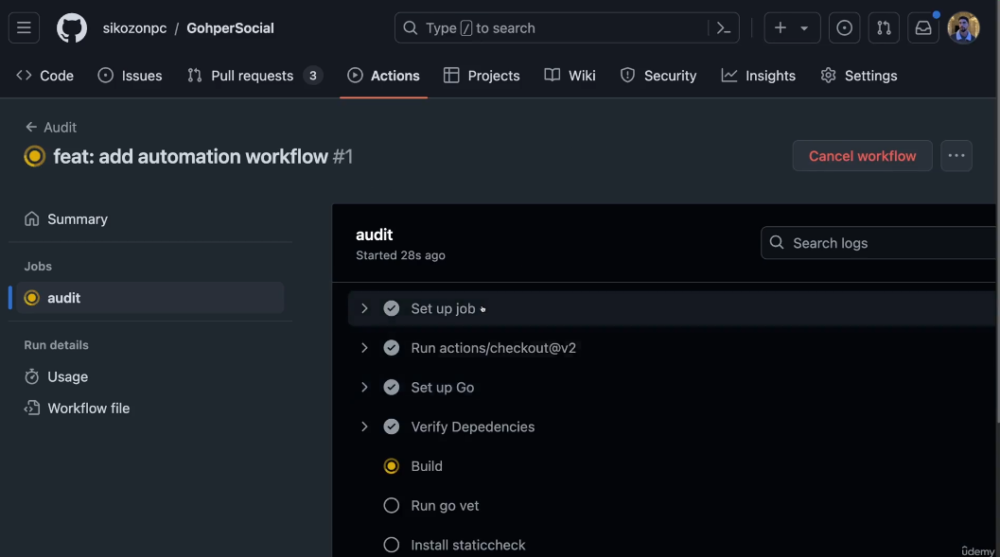 sikozonpc / GohperSocial
Type / to search
Code
Issues
Pull requests 3
Actions
Projects
Wiki
Security
Insights
Settings
← Audit
feat: add automation workflow #1
Cancel workflow
Summary
Jobs
audit
Run details
Usage
Workflow file
audit
Started 28s ago
Search logs
Set up job
Run actions/checkout@v2
Set up Go
Verify Depedencies
Build
Run go vet
Install staticcheck
ûdemy